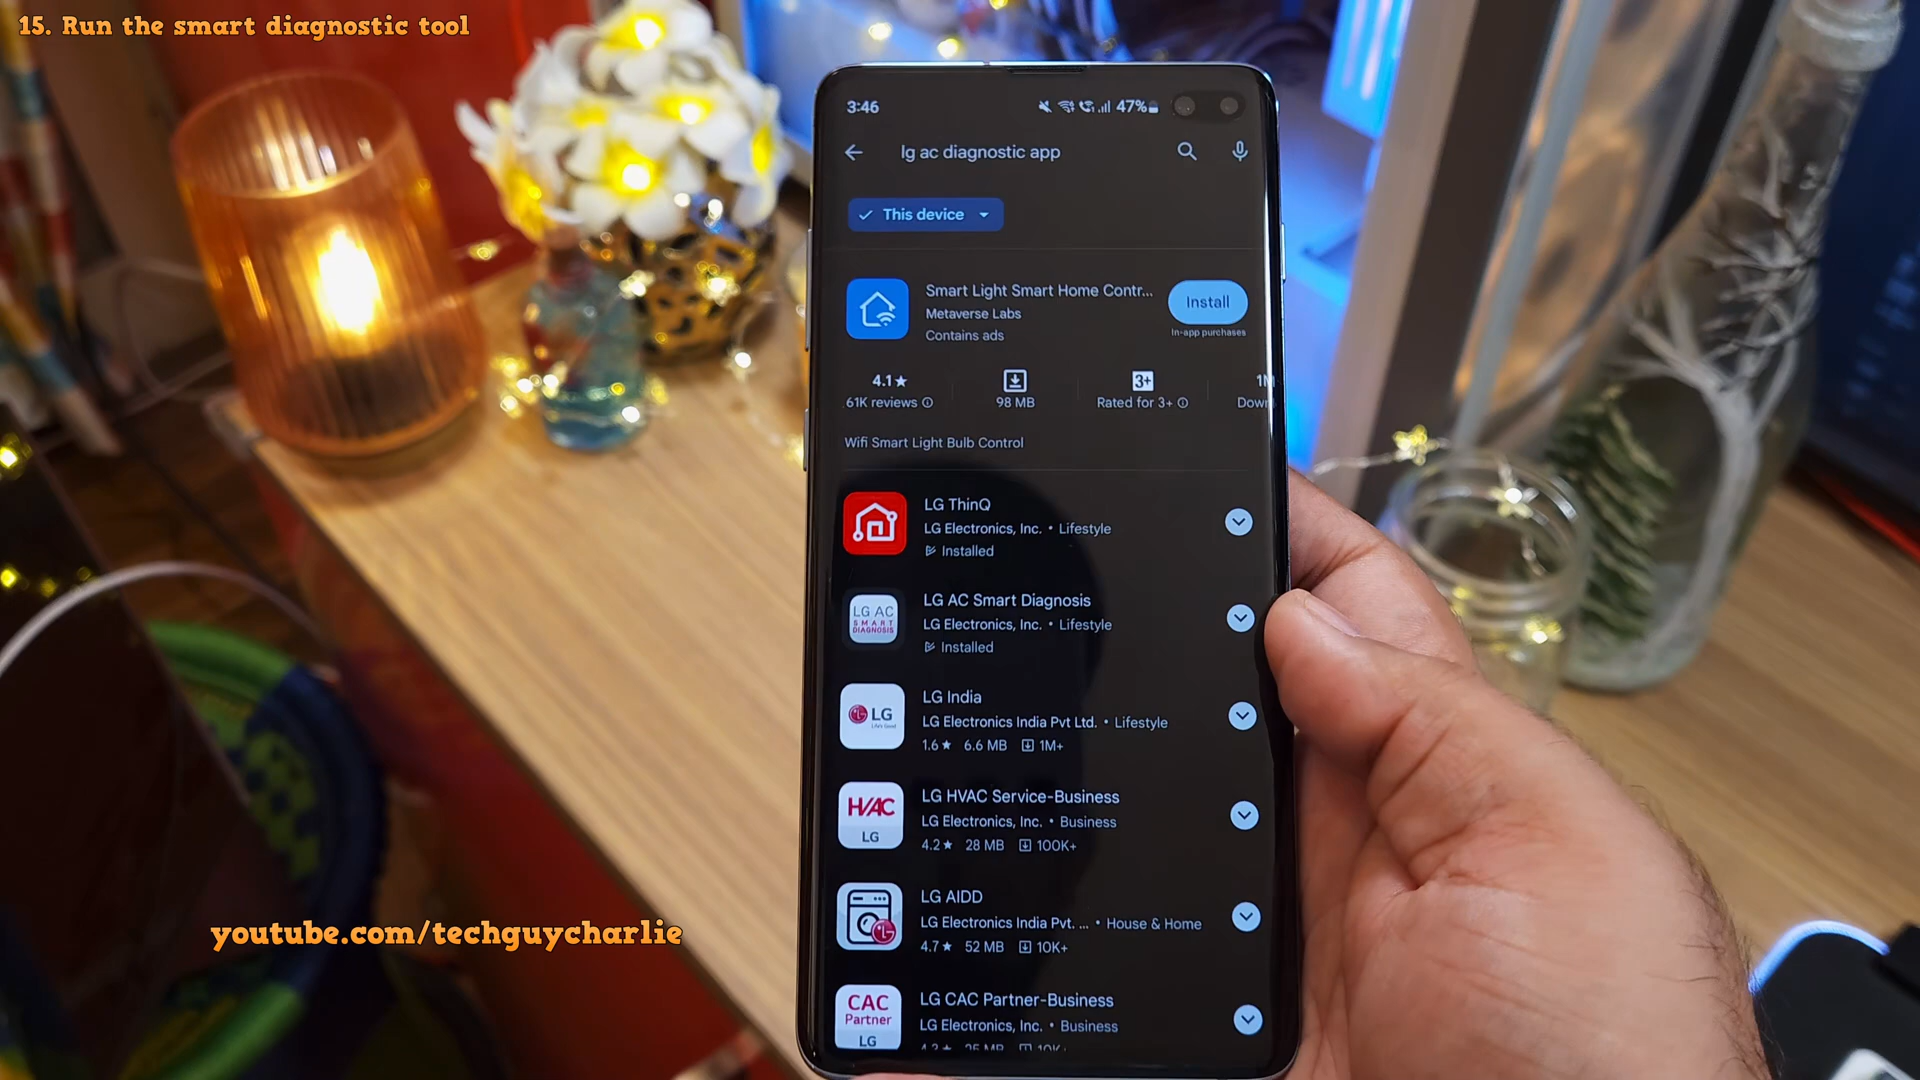 15. Run the smart diagnostic tool
3:46
47%
lg ac diagnostic app
This device
Smart Light Smart Home Contr...
Metaverse Labs
Contains ads
Install
In-app purchases
4.1★
61K reviews
98 MB
3+
Rated for 3+
1M
Down
Wifi Smart Light Bulb Control
LG ThinQ
LG Electronics, Inc. • Lifestyle
Installed
LG AC
SMART
DIAGNOSIS
LG AC Smart Diagnosis
LG Electronics, Inc. • Lifestyle
Installed
LG
LG India
LG Electronics India Pvt Ltd. • Lifestyle
1.6★ 6.6 MB 1M+
HVAC
LG
LG HVAC Service-Business
LG Electronics, Inc. • Business
4.2★ 28 MB 100K+
LG AIDD
LG Electronics India Pvt. ... • House & Home
4.7★ 52 MB 10K+
CAC
Partner
LG
LG CAC Partner-Business
LG Electronics, Inc. • Business
youtube.com/techguycharlie